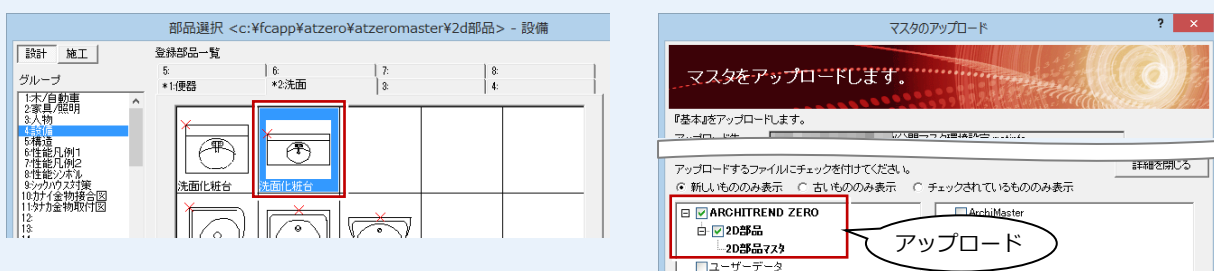 部品選択 <c:¥fcapp¥atzero¥atzeromaster¥2d部品> - 設備
設計 施工
登録部品一覧
グループ
5: 6: 7: 8:
*1:便器 *2:洗面 3: 4:
1:木/自動車
2:家具/照明
3:人物
4:設備
5:構造
6:性能凡例1
7:性能凡例2
8:性能シンボル
9:シックハウス対策
10:カナイ金物接合図
11:タナカ金物取付図
12:
13:
洗面化粧台 洗面化粧台
マスタのアップロード ? ×
マスタをアップロードします。
『基本』をアップロードします。
アップロードするファイルにチェックを付けてください。
詳細を閉じる
新しいもののみ表示 古いもののみ表示 チェックされているもののみ表示
ARCHITREND ZERO
2D部品
2D部品マスタ
ユーザーデータ
ArchiMaster
アップロード